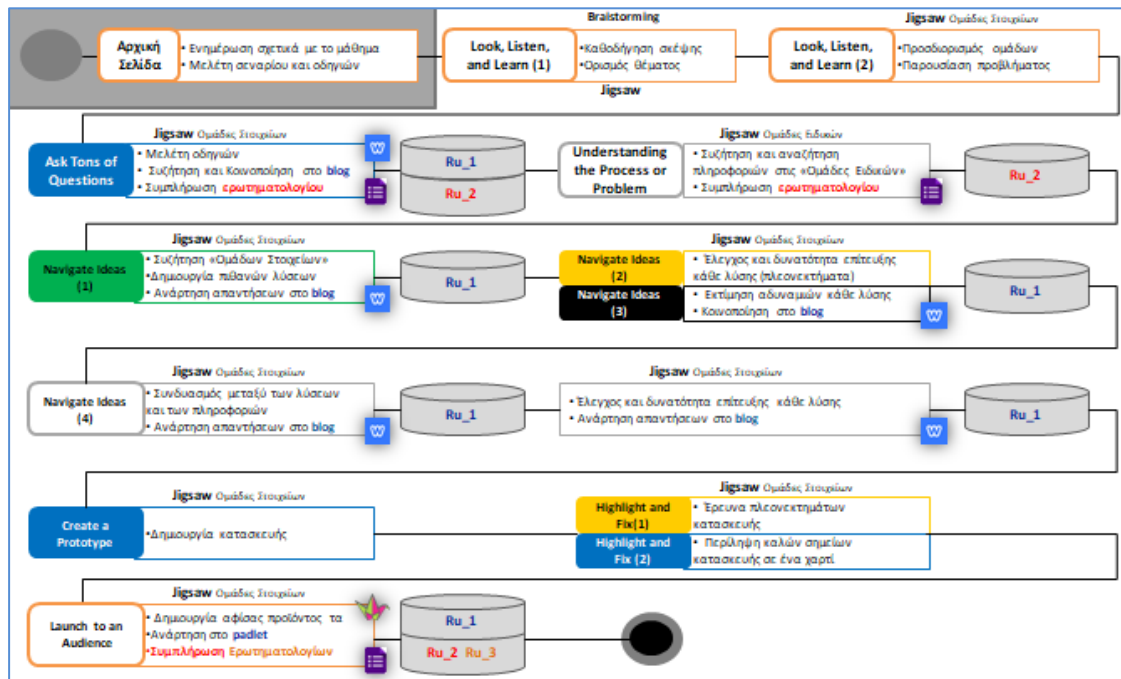 Braistorming
Jigsaw Ομάδες Στοιχείων
Αρχική
Σελίδα
• Ενημέρωση σχετικά με το μάθημα
• Μελέτη σεναρίου και οδηγιών
Look, Listen,
and Learn (1)
•Καθοδήγηση σκέψης
•Ορισμός θέματος
Look, Listen,
and Learn (2)
•Προσδιορισμός ομάδων
•Παρουσίαση προβλήματος
Jigsaw
Jigsaw Ομάδες Στοιχείων
Ask Tons of
Questions
• Μελέτη οδηγιών
• Συζήτηση και Κοινοποίηση στο blog
• Συμπλήρωση ερωτηματολογίου
Ru_1
Ru_2
Jigsaw Ομάδες Ειδικών
Understanding
the Process or
Problem
• Συζήτηση και αναζήτηση
πληροφοριών στις «Ομάδες Ειδικών»
• Συμπλήρωση ερωτηματολογίου
Ru_2
Jigsaw Ομάδες Στοιχείων
Navigate Ideas
(1)
• Συζήτηση «Ομάδων Στοιχείων»
•Δημιουργία πιθανών λύσεων
• Ανάρτηση απαντήσεων στο blog
Ru_1
Jigsaw Ομάδες Στοιχείων
Navigate Ideas
(2)
• Έλεγχος και δυνατότητα επίτευξης
κάθε λύσης (πλεονεκτήματα)
Navigate Ideas
(3)
• Εκτίμηση αδυναμιών κάθε λύσης
• Κοινοποίηση στο blog
Ru_1
Jigsaw Ομάδες Στοιχείων
Navigate Ideas
(4)
• Συνδυασμός μεταξύ των λύσεων
και των πληροφοριών
• Ανάρτηση απαντήσεων στο blog
Ru_1
Jigsaw Ομάδες Στοιχείων
•Έλεγχος και δυνατότητα επίτευξης κάθε λύσης
• Ανάρτηση απαντήσεων στο blog
Ru_1
Jigsaw Ομάδες Στοιχείων
Create a
Prototype
•Δημιουργία κατασκευής
Jigsaw Ομάδες Στοιχείων
Highlight and
Fix(1)
• Έρευνα πλεονεκτημάτων
κατασκευής
Highlight and
Fix (2)
• Περίληψη καλών σημείων
κατασκευής σε ένα χαρτί
Jigsaw Ομάδες Στοιχείων
Launch to an
Audience
• Δημιουργία αφίσας προϊόντος τα
•Ανάρτηση στο padlet
•Συμπλήρωση Ερωτηματολογίων
Ru_1
Ru_2 Ru_3